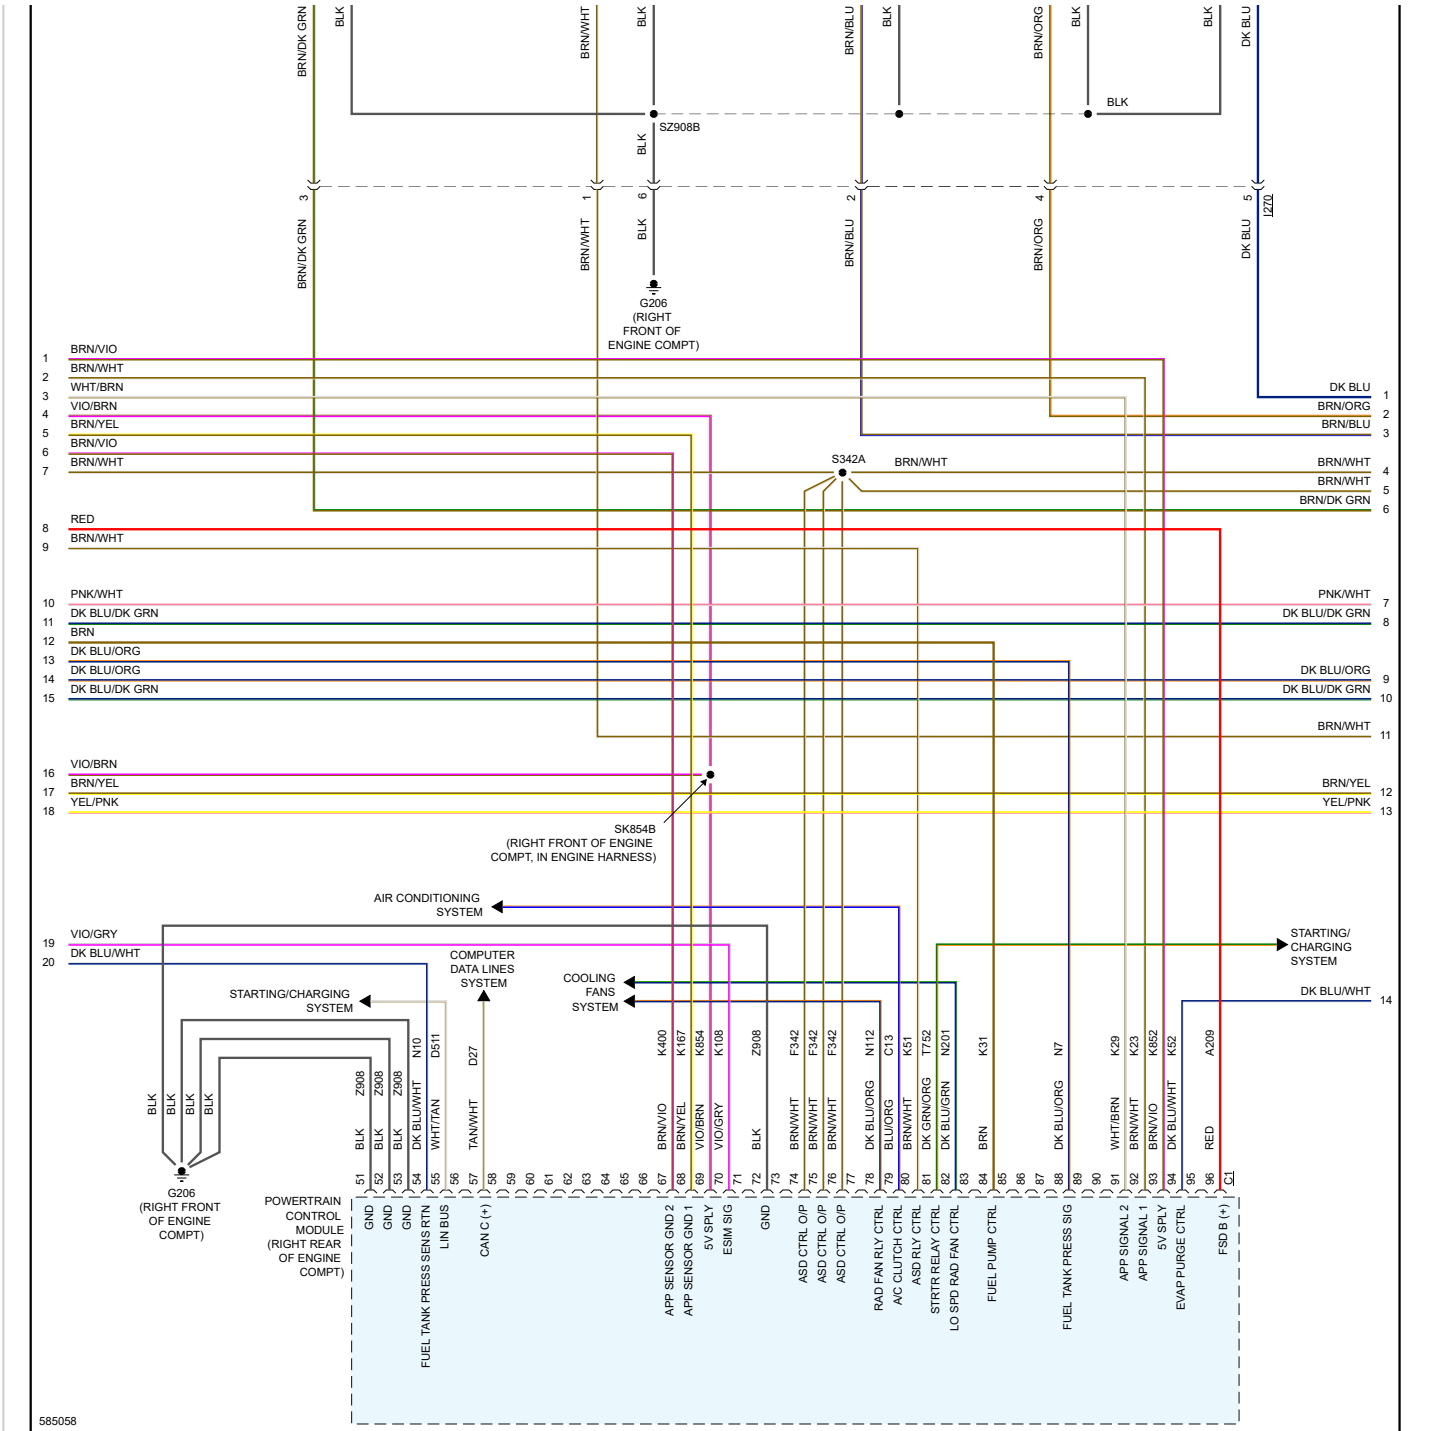 BRN/DK GRN
BLK
BRN/WHT
BLK
BRN/BLU
BLK
BRN/ORG
BLK
BLK
DK BLU
BLK
SZ908B
BLK
3
1
6
2
4
5
I270
BRN/DK GRN
BRN/WHT
BLK
BRN/BLU
BRN/ORG
DK BLU
G206
(RIGHT
FRONT OF
ENGINE COMPT)
1 BRN/VIO
2 BRN/WHT
3 WHT/BRN
4 VIO/BRN
5 BRN/YEL
6 BRN/VIO
7 BRN/WHT
8 RED
9 BRN/WHT
10 PNK/WHT
11 DK BLU/DK GRN
12 BRN
13 DK BLU/ORG
14 DK BLU/ORG
15 DK BLU/DK GRN
16 VIO/BRN
17 BRN/YEL
18 YEL/PNK
19 VIO/GRY
20 DK BLU/WHT
S342A
BRN/WHT
DK BLU 1
BRN/ORG 2
BRN/BLU 3
BRN/WHT 4
BRN/WHT 5
BRN/DK GRN 6
PNK/WHT 7
DK BLU/DK GRN 8
DK BLU/ORG 9
DK BLU/DK GRN 10
BRN/WHT 11
BRN/YEL 12
YEL/PNK 13
DK BLU/WHT 14
SK854B
(RIGHT FRONT OF ENGINE
COMPT, IN ENGINE HARNESS)
AIR CONDITIONING
SYSTEM
STARTING/CHARGING
SYSTEM
COMPUTER
DATA LINES
SYSTEM
COOLING
FANS
SYSTEM
STARTING/
CHARGING
SYSTEM
BLK
BLK
BLK
BLK
G206
(RIGHT FRONT
OF ENGINE
COMPT)
Z908
Z908
Z908
N10
D511
D27
K400
K167
K854
K108
Z908
F342
F342
F342
N112
C13
K51
T752
N201
K31
N7
K29
K23
K852
K52
A209
BLK
BLK
BLK
DK BLU/WHT
WHT/TAN
TAN/WHT
BRN/VIO
BRN/YEL
VIO/BRN
VIO/GRY
BLK
BRN/WHT
BRN/WHT
BRN/WHT
DK BLU/ORG
BLU/ORG
BRN/WHT
DK GRN/ORG
DK BLU/GRN
BRN
DK BLU/ORG
WHT/BRN
BRN/WHT
BRN/VIO
DK BLU/WHT
RED
51
52
53
54
55
56
57
58
59
60
61
62
63
64
65
66
67
68
69
70
71
72
73
74
75
76
77
78
79
80
81
82
83
84
85
86
87
88
89
90
91
92
93
94
95
96
C1
POWERTRAIN
CONTROL
MODULE
(RIGHT REAR
OF ENGINE
COMPT)
GND
GND
GND
FUEL TANK PRESS SENS RTN
LIN BUS
CAN C (+)
APP SENSOR GND 2
APP SENSOR GND 1
5V SPLY
ESIM SIG
GND
ASD CTRL O/P
ASD CTRL O/P
ASD CTRL O/P
RAD FAN RLY CTRL
A/C CLUTCH CTRL
ASD RLY CTRL
STRTR RELAY CTRL
LO SPD RAD FAN CTRL
FUEL PUMP CTRL
FUEL TANK PRESS SIG
APP SIGNAL 2
APP SIGNAL 1
5V SPLY
EVAP PURGE CTRL
FSD B (+)
585058